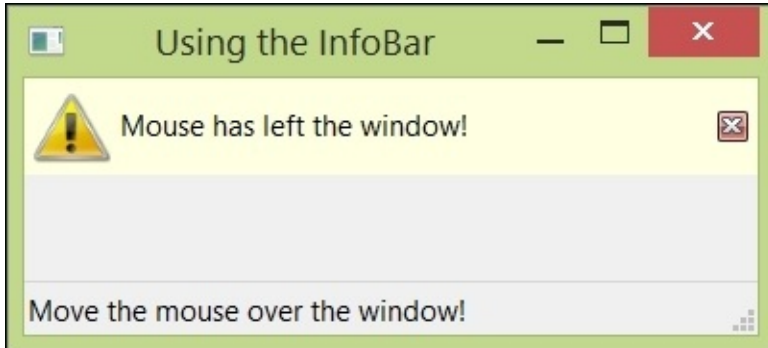 Using the InfoBar
Mouse has left the window!
Move the mouse over the window!